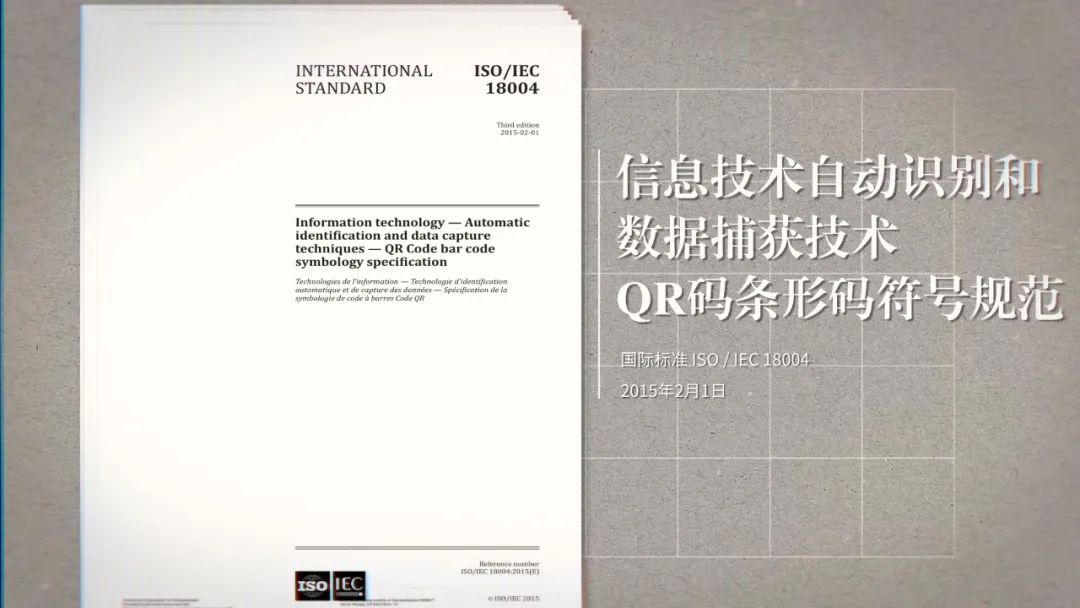 INTERNATIONAL
STANDARD
ISO/IEC
18004
Third edition
2015-02-01
Information technology — Automatic
identification and data capture
techniques — QR Code bar code
symbology specification
Technologies de l'information — Technologie d'identification
automatique et de capture des données — Spécification de la
symbologie de code à barres Code QR
Reference number
ISO/IEC 18004:2015(E)
ISO
IEC
© ISO/IEC 2015
信息技术自动识别和
数据捕获技术
QR码条形码符号规范
国际标准 ISO / IEC 18004
2015年2月1日